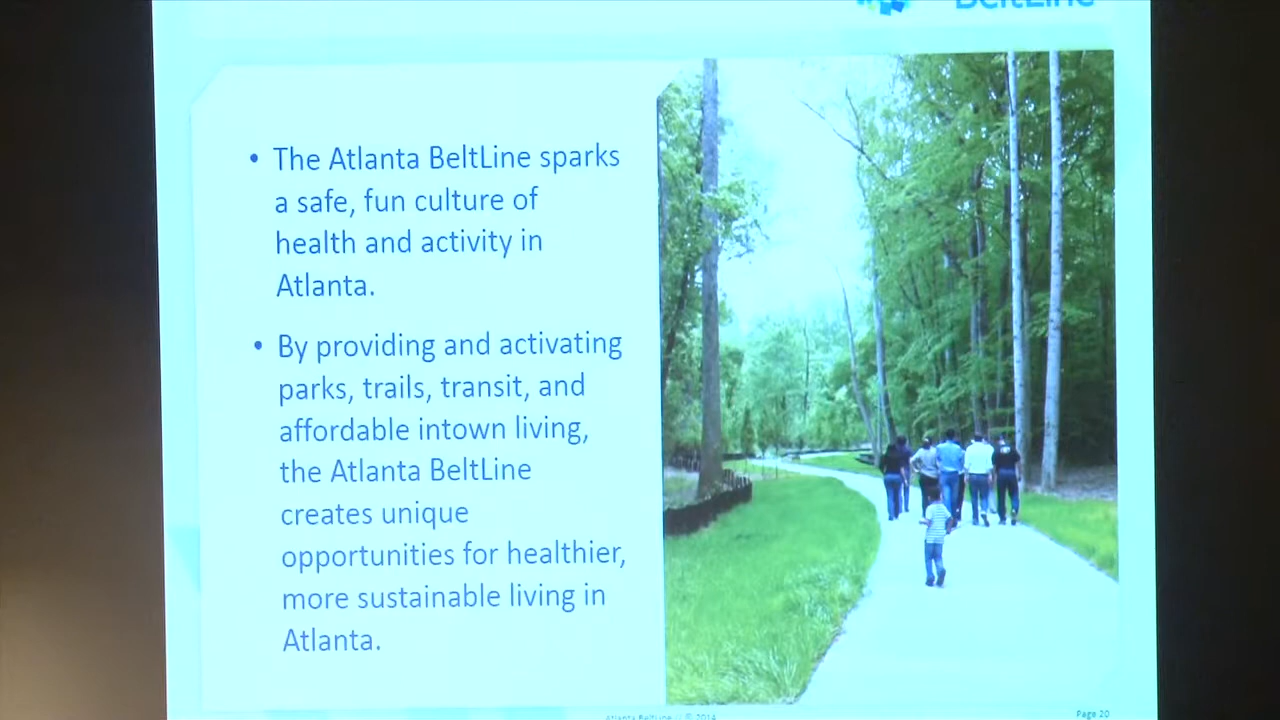 BeltLine
• The Atlanta BeltLine sparks
a safe, fun culture of
health and activity in
Atlanta.
• By providing and activating
parks, trails, transit, and
affordable intown living,
the Atlanta BeltLine
creates unique
opportunities for healthier,
more sustainable living in
Atlanta.
Atlanta BeltLine // © 2014
Page 20